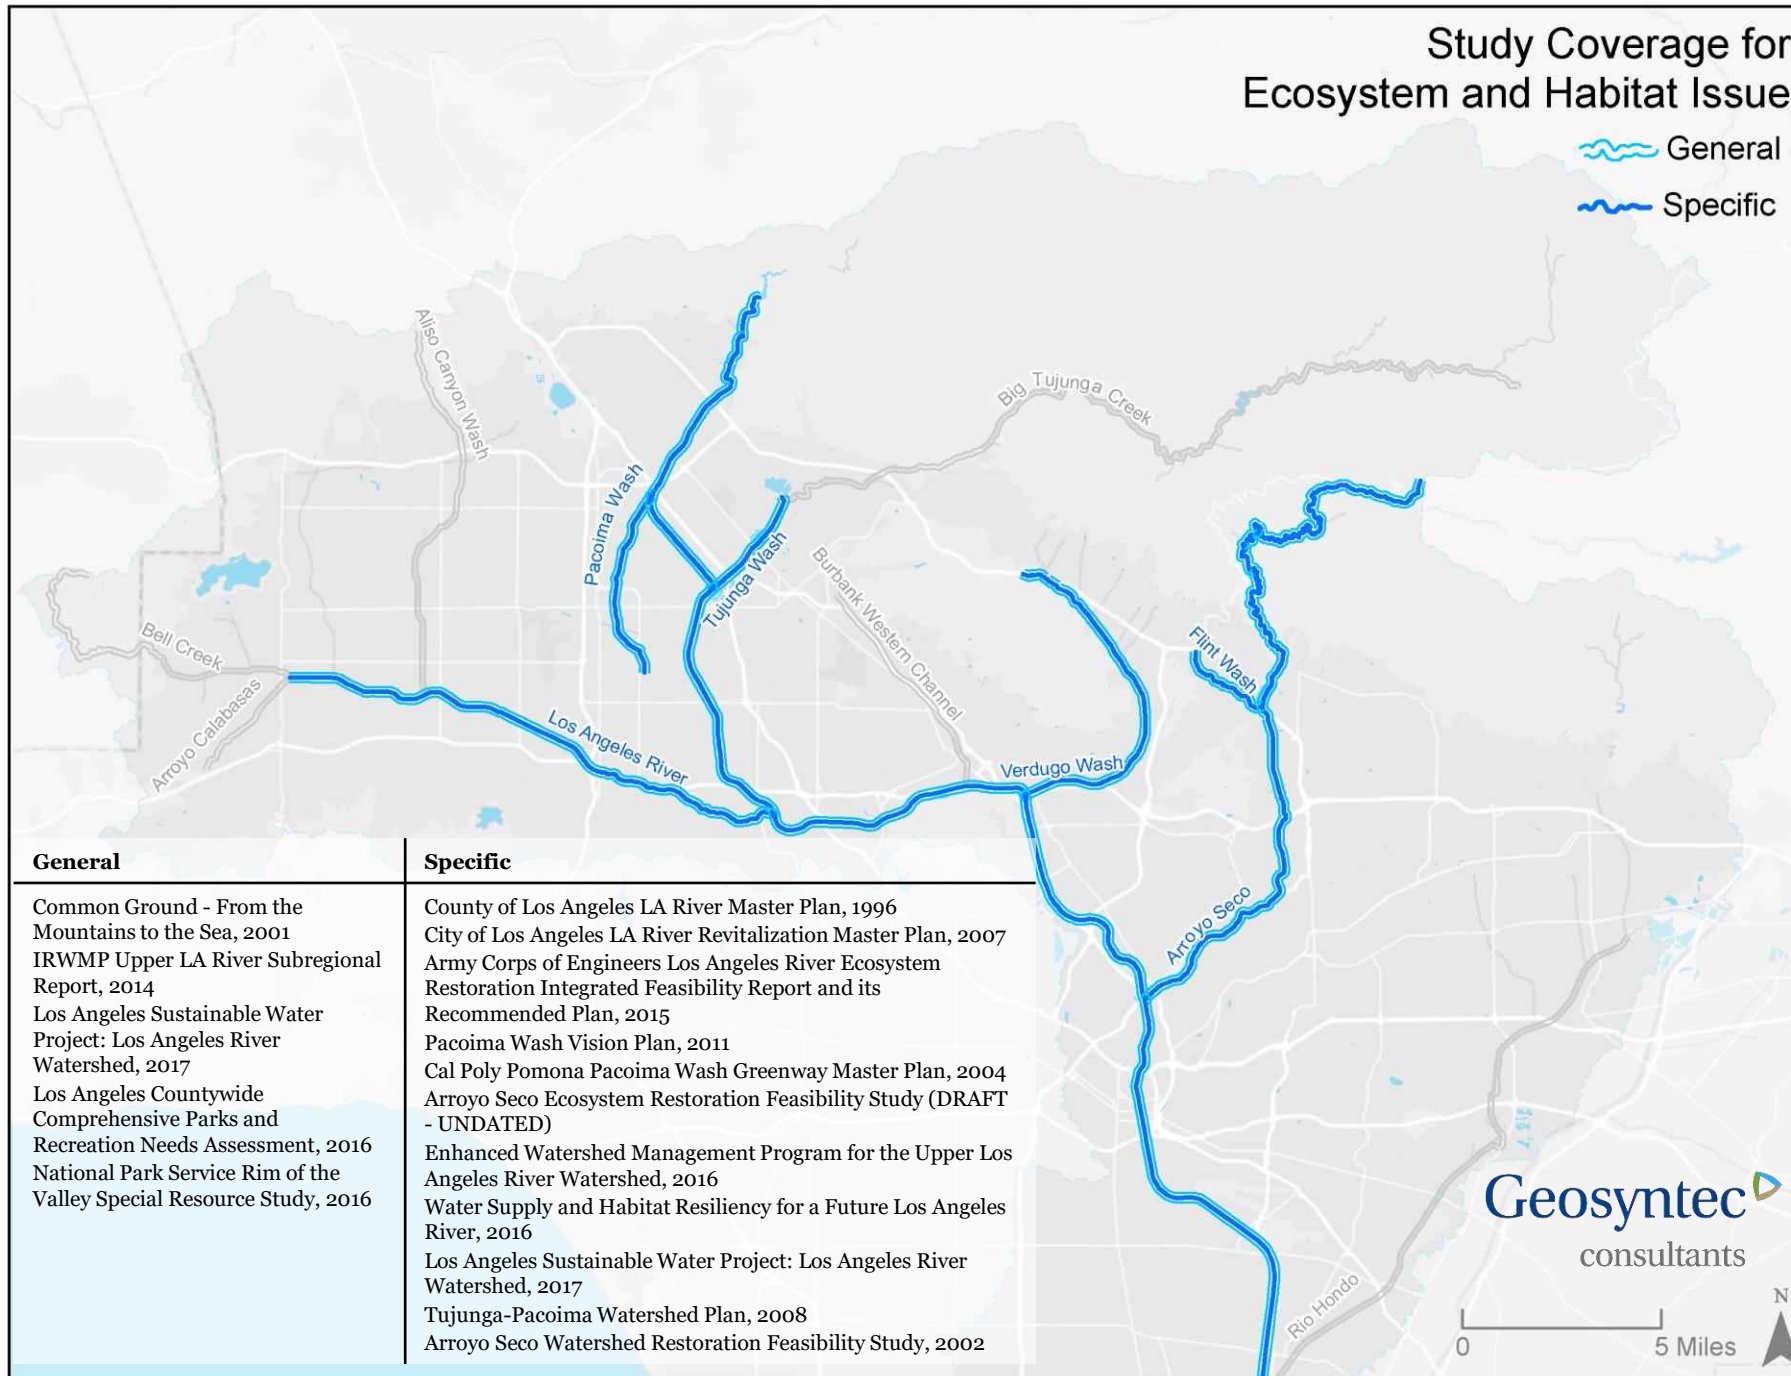 Study Coverage for
Ecosystem and Habitat Issue
General
Specific
Aliso Canyon Wash
Big Tujunga Creek
Pacoima Wash
Tujunga Wash
Burbank Western Channel
Bell Creek
Arroyo Calabasas
Los Angeles River
Verdugo Wash
Flint Wash
Arroyo Seco
Rio Hondo
General
Common Ground - From the
Mountains to the Sea, 2001
IRWMP Upper LA River Subregional
Report, 2014
Los Angeles Sustainable Water
Project: Los Angeles River
Watershed, 2017
Los Angeles Countywide
Comprehensive Parks and
Recreation Needs Assessment, 2016
National Park Service Rim of the
Valley Special Resource Study, 2016
Specific
County of Los Angeles LA River Master Plan, 1996
City of Los Angeles LA River Revitalization Master Plan, 2007
Army Corps of Engineers Los Angeles River Ecosystem
Restoration Integrated Feasibility Report and its
Recommended Plan, 2015
Pacoima Wash Vision Plan, 2011
Cal Poly Pomona Pacoima Wash Greenway Master Plan, 2004
Arroyo Seco Ecosystem Restoration Feasibility Study (DRAFT
- UNDATED)
Enhanced Watershed Management Program for the Upper Los
Angeles River Watershed, 2016
Water Supply and Habitat Resiliency for a Future Los Angeles
River, 2016
Los Angeles Sustainable Water Project: Los Angeles River
Watershed, 2017
Tujunga-Pacoima Watershed Plan, 2008
Arroyo Seco Watershed Restoration Feasibility Study, 2002
Geosyntec
consultants
N
0 5 Miles